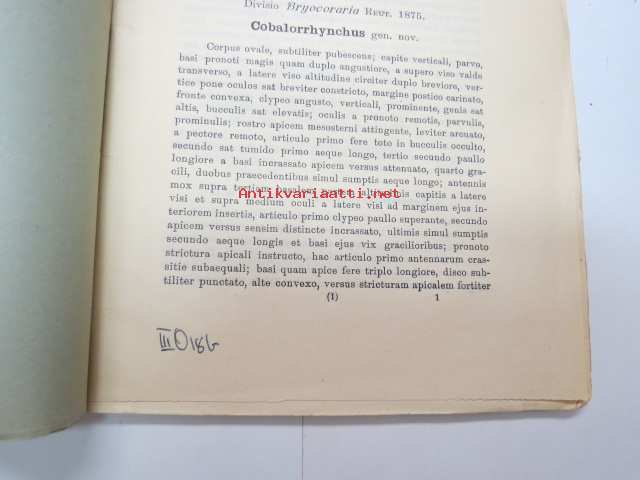 Divisio Bryocoraria REUT. 1875.
Cobalorrhynchus gen. nov.
Corpus ovale, subtiliter pubescens; capite verticali, parvo,
basi pronoti magis quam duplo angustiore, a supero viso valde
transverso, a latere viso altitudine circiter duplo breviore, ver-
tice pone oculos sat breviter constricto, margine postico carinato,
fronte convexa, clypeo angusto, verticali, prominente, genis sat
altis, bucculis sat elevatis; oculis a pronoto remotis, parvulis,
prominulis; rostro apicem mesosterni attingente, leviter arcuato,
a pectore remoto, articulo primo fere toto in bucculis occulto,
secundo sat tumido primo aeque longo, tertio secundo paullo
longiore a basi incrassato apicem versus attenuato, quarto gra-
cili, duobus praecedentibus simul sumptis aeque longo; antennis
mox supra tertiam basalem partem altitudinis capitis a latere
Antikvariaatti.net
visi et supra medium oculi a latere visi ad marginem ejus in-
teriorem insertis, articulo primo clypeo paullo superante, secundo
apicem versus sensim distincte incrassato, ultimis simul sumptis
secundo aeque longis et basi ejus vix gracilioribus; pronoto
strictura apicali instructo, hac articulo primo antennarum cras-
sitie subaequali; basi quam apice fere triplo longiore, disco sub-
tiliter punctato, alte convexo, versus stricturam apicalem fortiter
(1) 1
III O 186